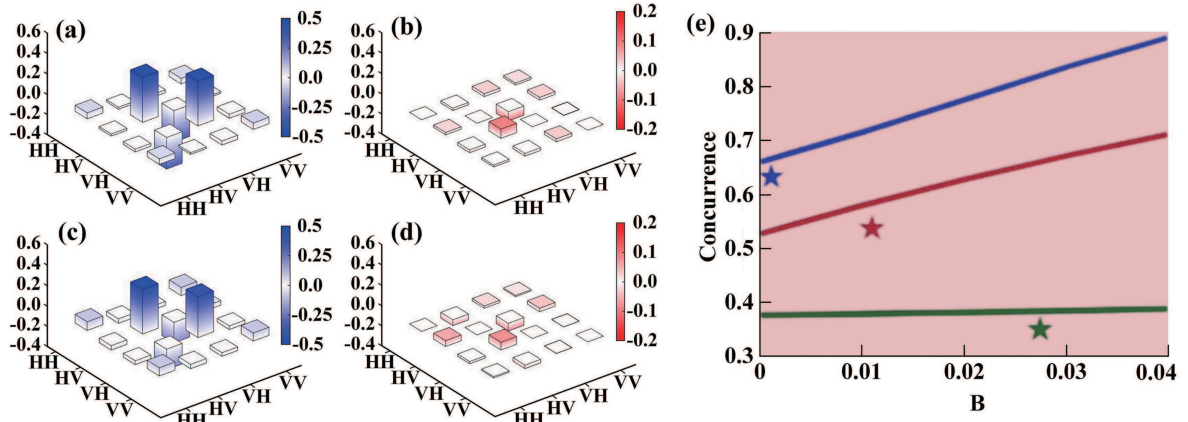 (a)
0.6
0.4
0.2
0.0
-0.2
-0.4
HH
HV
VH
VV
HH
HV
VH
VV
0.5
0.25
0.0
-0.25
-0.5
(b)
0.6
0.4
0.2
0.0
-0.2
-0.4
HH
HV
VH
VV
HH
HV
VH
VV
0.2
0.1
0.0
-0.1
-0.2
(c)
0.6
0.4
0.2
0.0
-0.2
-0.4
HH
HV
VH
VV
HH
HV
VH
VV
0.5
0.25
0.0
-0.25
-0.5
(d)
0.6
0.4
0.2
0.0
-0.2
-0.4
HH
HV
VH
VV
HH
HV
VH
VV
0.2
0.1
0.0
-0.1
-0.2
(e)
Concurrence
0.9
0.8
0.7
0.6
0.5
0.4
0.3
0
0.01
0.02
0.03
0.04
B